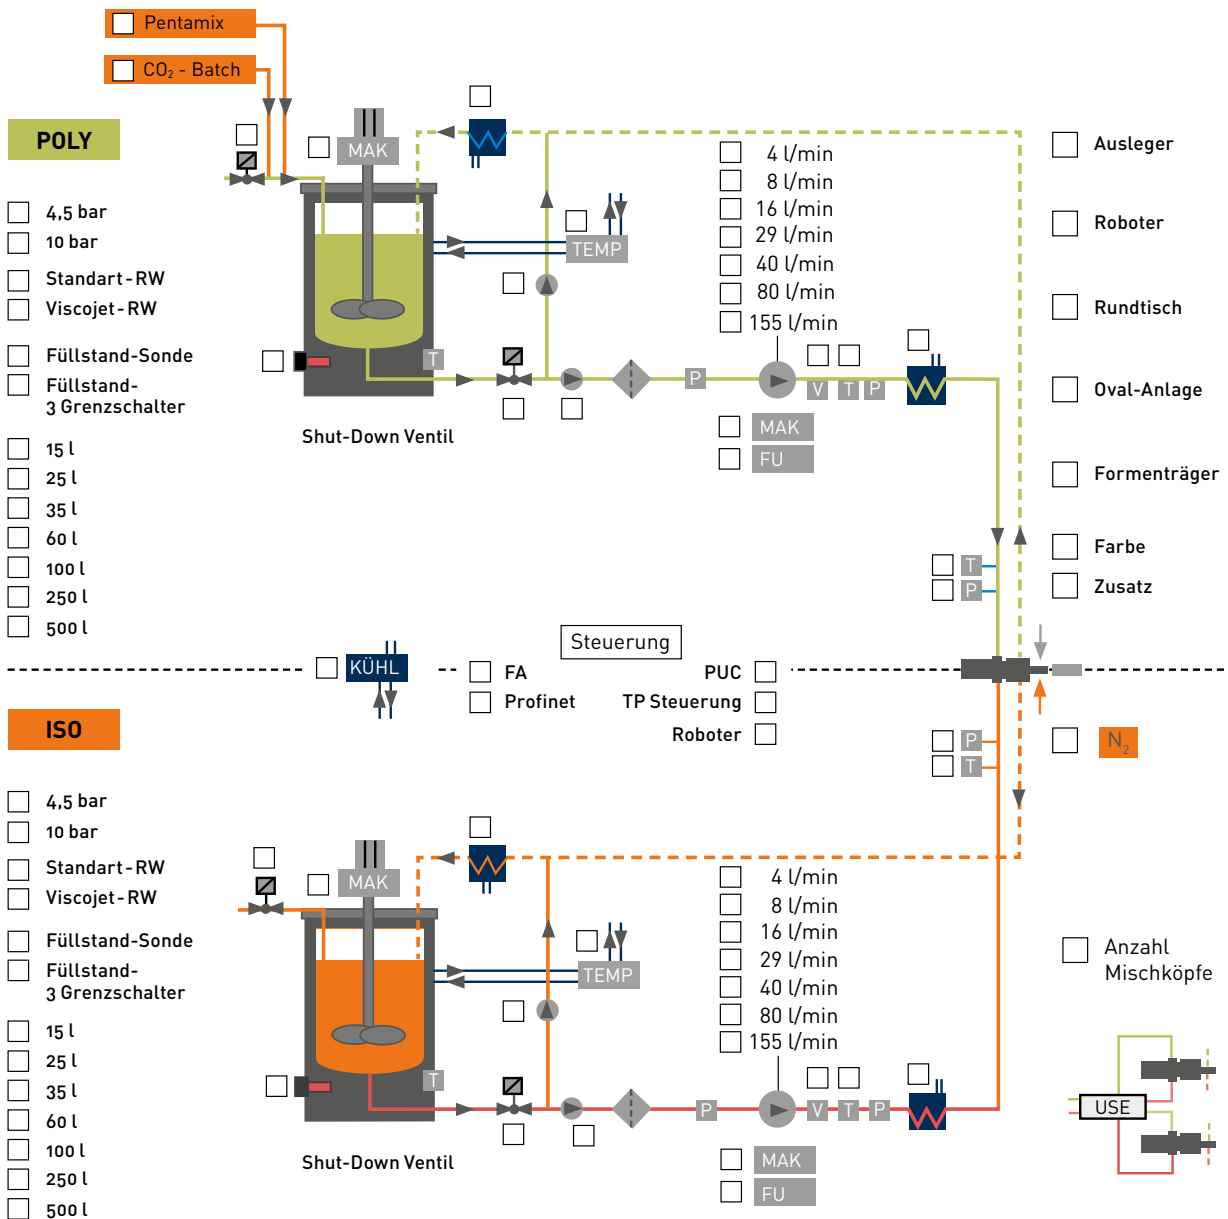 Pentamix
CO₂ - Batch
POLY
4,5 bar
10 bar
Standart-RW
Viscojet-RW
Füllstand-Sonde
Füllstand-
3 Grenzschalter
15 l
25 l
35 l
60 l
100 l
250 l
500 l
MAK
TEMP
T
Shut-Down Ventil
4 l/min
8 l/min
16 l/min
29 l/min
40 l/min
80 l/min
155 l/min
P
V T P
MAK
FU
T
P
Ausleger
Roboter
Rundtisch
Oval-Anlage
Formenträger
Farbe
Zusatz
KÜHL
Steuerung
FA
Profinet
PUC
TP Steuerung
Roboter
ISO
4,5 bar
10 bar
Standart-RW
Viscojet-RW
Füllstand-Sonde
Füllstand-
3 Grenzschalter
15 l
25 l
35 l
60 l
100 l
250 l
500 l
MAK
TEMP
T
Shut-Down Ventil
4 l/min
8 l/min
16 l/min
29 l/min
40 l/min
80 l/min
155 l/min
P
V T P
MAK
FU
P
T
N₂
Anzahl
Mischköpfe
USE